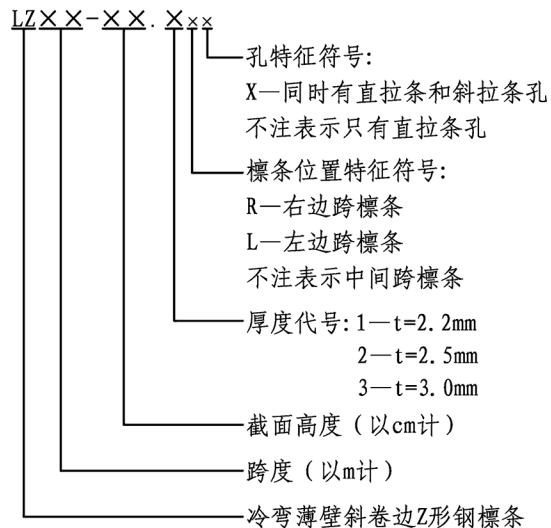 LZ××-××.×××
孔特征符号:
X—同时有直拉条和斜拉条孔
不注表示只有直拉条孔
檩条位置特征符号:
R—右边跨檩条
L—左边跨檩条
不注表示中间跨檩条
厚度代号:1—t=2.2mm
2—t=2.5mm
3—t=3.0mm
截面高度（以cm计）
跨度（以m计）
冷弯薄壁斜卷边Z形钢檩条